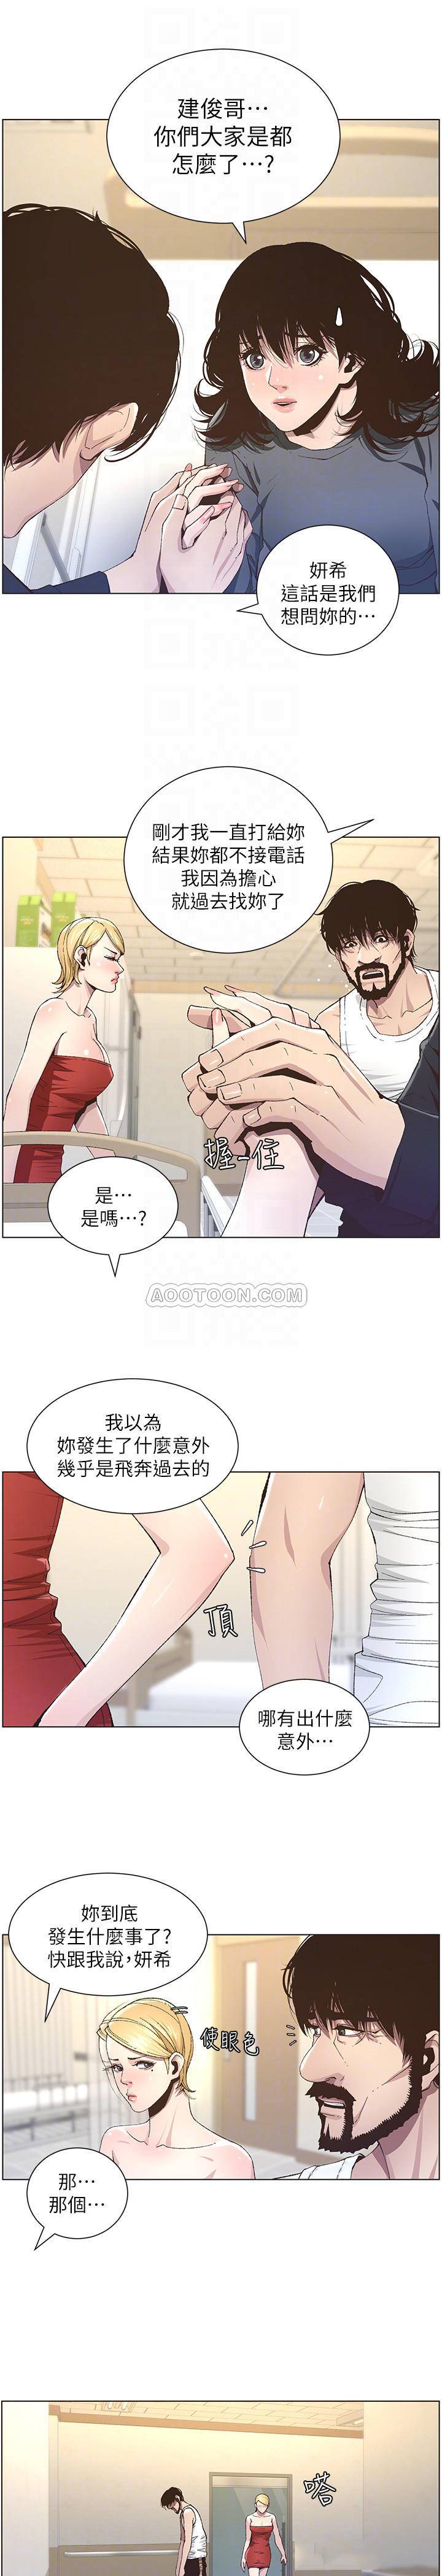 建俊哥…
你們大家是都
怎麼了…?
妍希
這話是我們
想問妳的…
剛才我一直打給妳
結果妳都不接電話
我因為擔心
就過去找妳了
握-住
是…
是嗎…?
AOOTOON.COM
我以為
妳發生了什麼意外
幾乎是飛奔過去的
頂
哪有出什麼
意外…
妳到底
發生什麼事了?
快跟我說,妍希
使眼色
那…
那個…
嗒